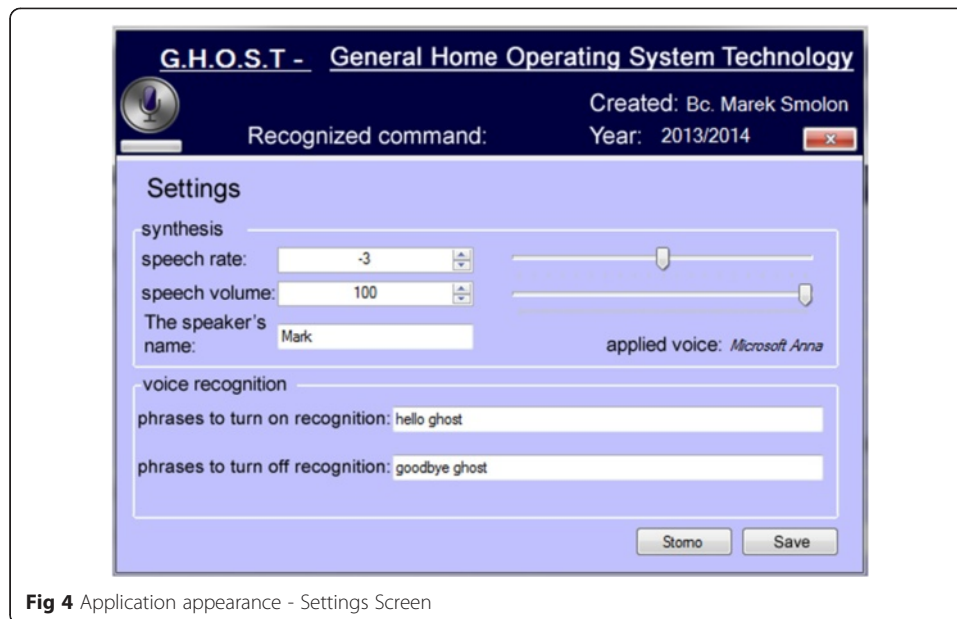 G.H.O.S.T - General Home Operating System Technology
Created: Bc. Marek Smolon
Recognized command: Year: 2013/2014
Settings
synthesis
speech rate: -3
speech volume: 100
The speaker's
name: Mark
applied voice: Microsoft Anna
voice recognition
phrases to turn on recognition: hello ghost
phrases to turn off recognition: goodbye ghost
Storno Save
Fig 4 Application appearance - Settings Screen